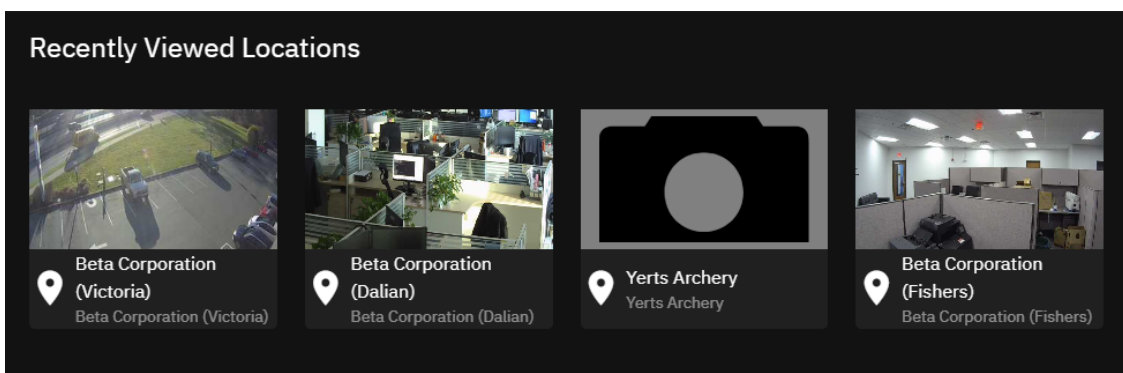 Recently Viewed Locations
Beta Corporation
(Victoria)
Beta Corporation (Victoria)
Beta Corporation
(Dalian)
Beta Corporation (Dalian)
Yerts Archery
Yerts Archery
Beta Corporation
(Fishers)
Beta Corporation (Fishers)